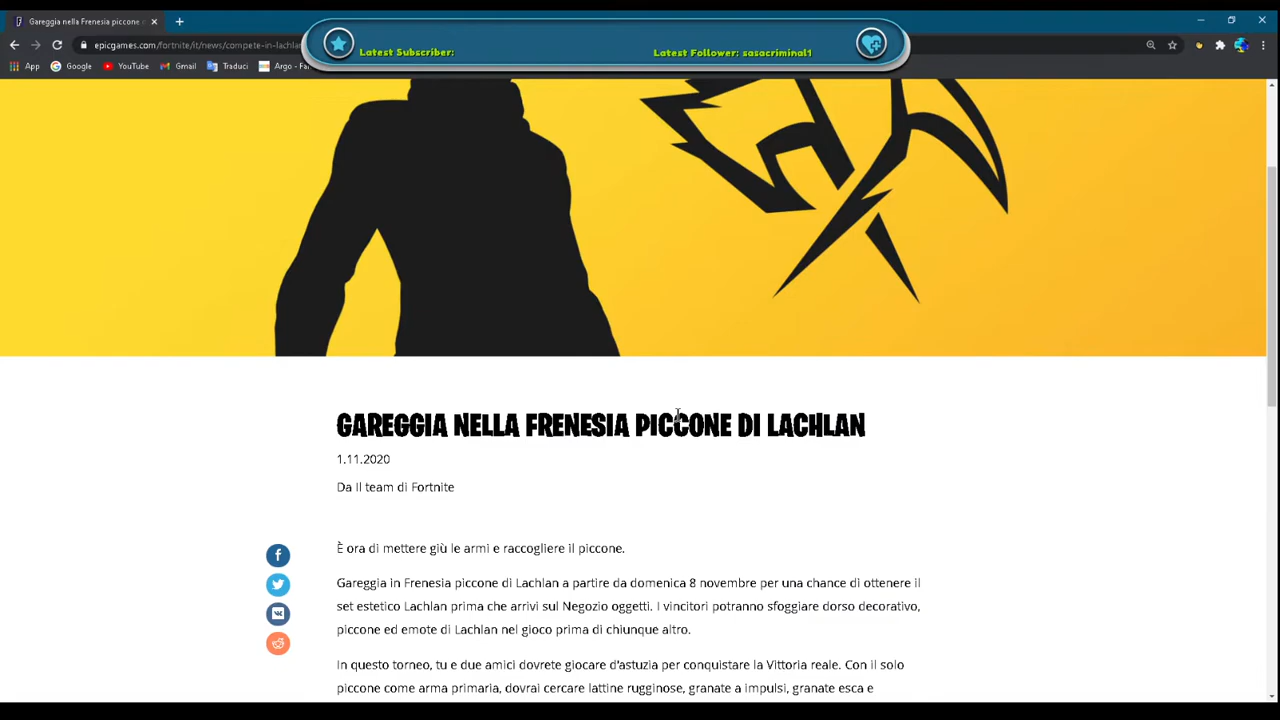 Gareggia nella Frenesia piccone
Latest Subscriber:
Latest Follower: sasacriminal1
epicgames.com/fortnite/it/news/compete-in-lachlan
App
Google
YouTube
Gmail
Traduci
Argo - Fa
GAREGGIA NELLA FRENESIA PICCONE DI LACHLAN
1.11.2020
Da Il team di Fortnite
È ora di mettere giù le armi e raccogliere il piccone.
Gareggia in Frenesia piccone di Lachlan a partire da domenica 8 novembre per una chance di ottenere il
set estetico Lachlan prima che arrivi sul Negozio oggetti. I vincitori potranno sfoggiare dorso decorativo,
piccone ed emote di Lachlan nel gioco prima di chiunque altro.
In questo torneo, tu e due amici dovrete giocare d'astuzia per conquistare la Vittoria reale. Con il solo
piccone come arma primaria, dovrai cercare lattine rugginose, granate a impulsi, granate esca e